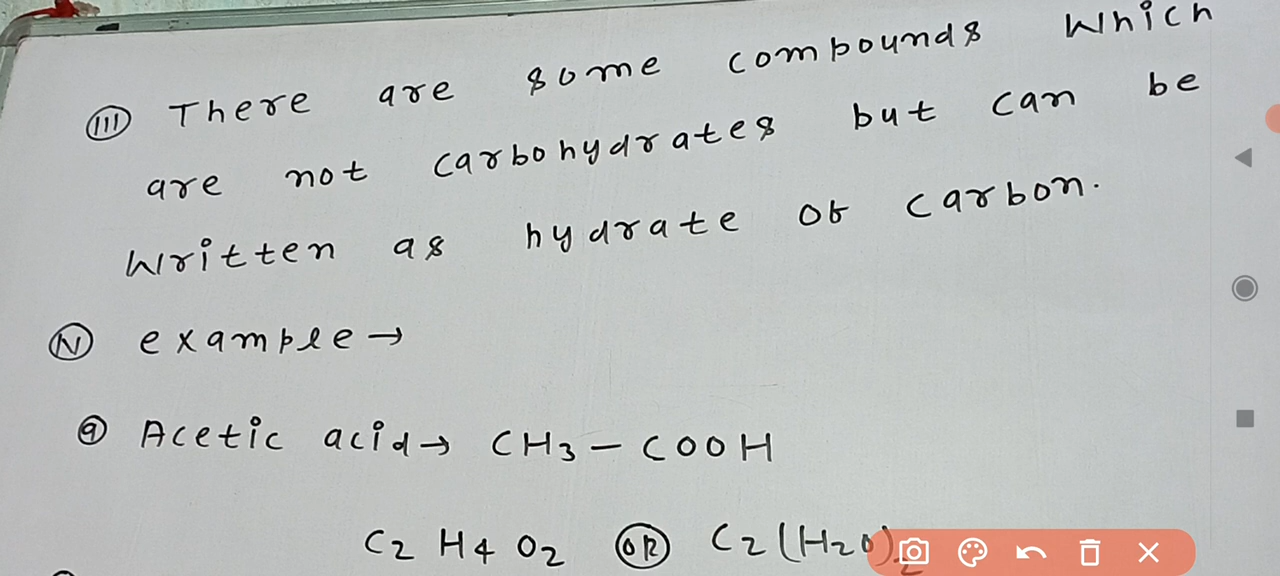 (III) There are some compounds which
are not carbohydrates but can be
written as hydrate of carbon.
(IV) example →
(a) Acetic acid → CH3 – COOH
C2 H4 O2 (OR) C2(H2O)2